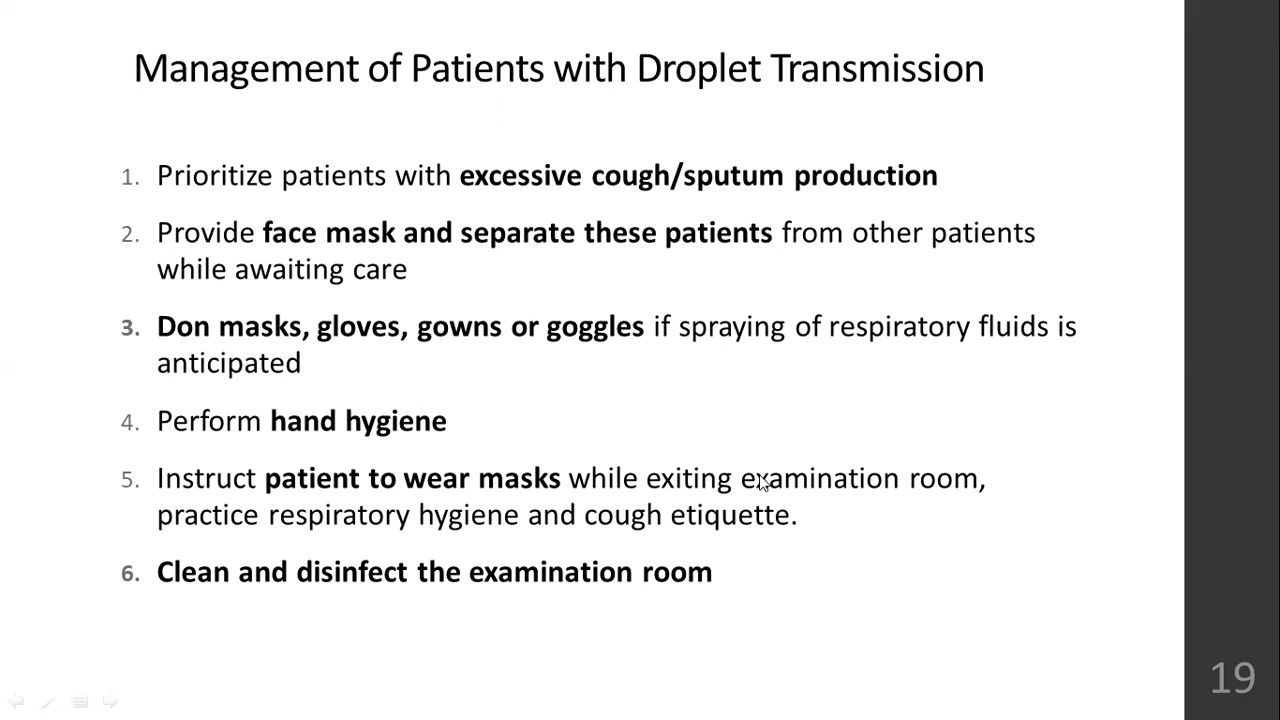 Management of Patients with Droplet Transmission
1. Prioritize patients with excessive cough/sputum production
2. Provide face mask and separate these patients from other patients
while awaiting care
3. Don masks, gloves, gowns or goggles if spraying of respiratory fluids is
anticipated
4. Perform hand hygiene
5. Instruct patient to wear masks while exiting examination room,
practice respiratory hygiene and cough etiquette.
6. Clean and disinfect the examination room
19